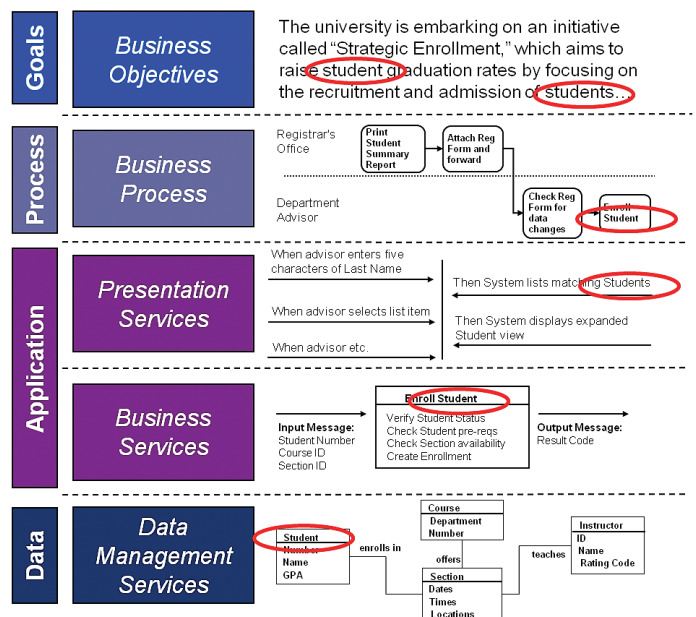 Goals
Business
Objectives
The university is embarking on an initiative
called “Strategic Enrollment,” which aims to
raise student graduation rates by focusing on
the recruitment and admission of students…
Process
Business
Process
Registrar's
Office
Print
Student
Summary
Report
Attach Reg
Form and
forward
Department
Advisor
Check Reg
Form for
data
changes
Enroll
Student
Application
Presentation
Services
When advisor enters five
characters of Last Name
Then System lists matching Students
When advisor selects list item
Then System displays expanded
Student view
When advisor etc.
Business
Services
Input Message:
Student Number
Course ID
Section ID
Enroll Student
Verify Student Status
Check Student pre-reqs
Check Section availability
Create Enrollment
Output Message:
Result Code
Data
Data
Management
Services
Student
Number
Name
GPA
enrolls in
Course
Department
Number
offers
Section
Dates
Times
Locations
teaches
Instructor
ID
Name
Rating Code